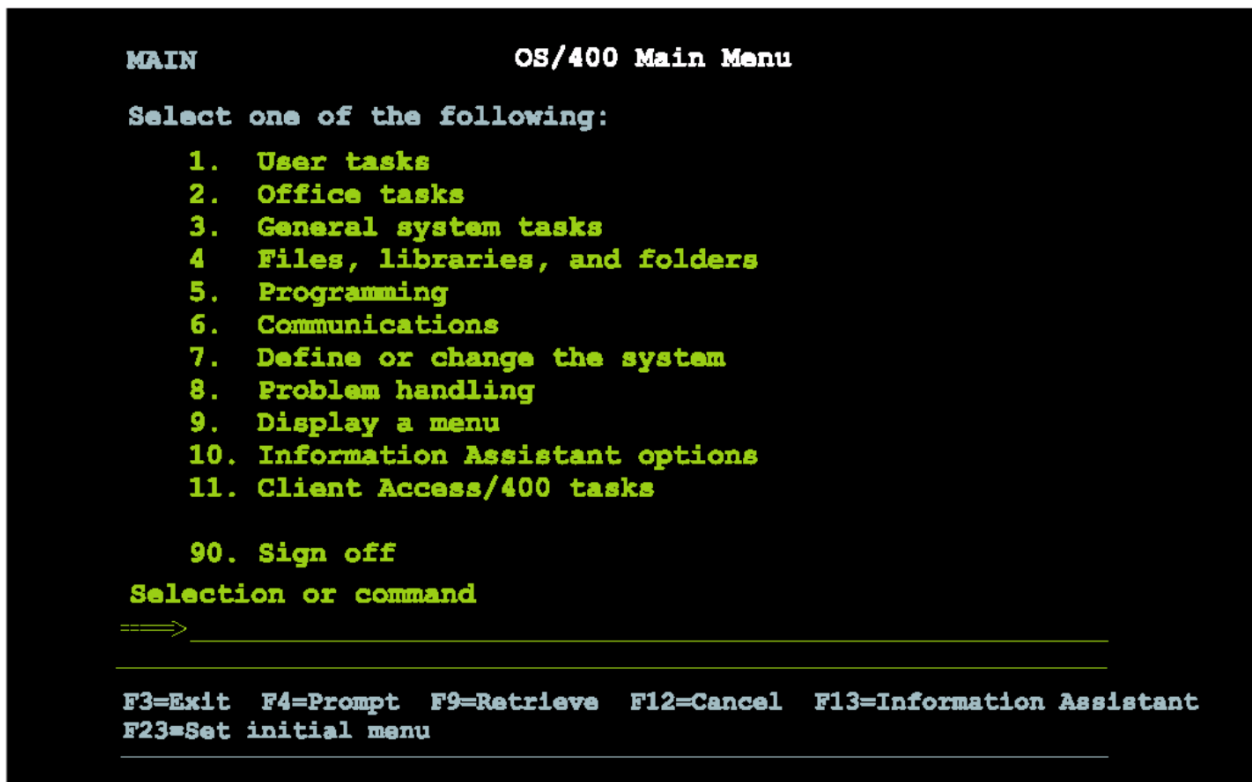 MAIN OS/400 Main Menu
Select one of the following:
1. User tasks
2. Office tasks
3. General system tasks
4 Files, libraries, and folders
5. Programming
6. Communications
7. Define or change the system
8. Problem handling
9. Display a menu
10. Information Assistant options
11. Client Access/400 tasks
90. Sign off
Selection or command
===>
F3=Exit F4=Prompt F9=Retrieve F12=Cancel F13=Information Assistant
F23=Set initial menu